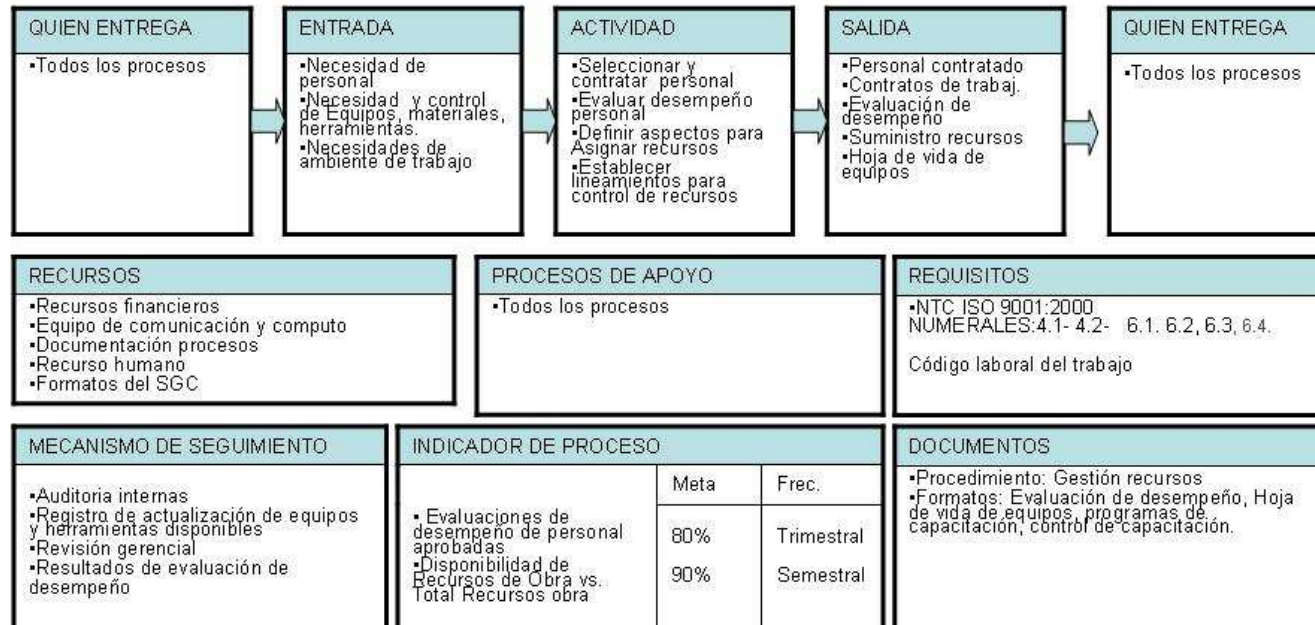 QUIEN ENTREGA
▪Todos los procesos
ENTRADA
▪Necesidad de
personal
▪Necesidad y control
de Equipos, materiales,
herramientas.
▪Necesidades de
ambiente de trabajo
ACTIVIDAD
▪Seleccionar y
contratar personal
▪Evaluar desempeño
personal
▪Definir aspectos para
Asignar recursos
▪Establecer
lineamientos para
control de recursos
SALIDA
▪Personal contratado
▪Contratos de trabaj.
▪Evaluación de
desempeño
▪Suministro recursos
▪Hoja de vida de
equipos
QUIEN ENTREGA
▪Todos los procesos
RECURSOS
▪Recursos financieros
▪Equipo de comunicación y computo
▪Documentación procesos
▪Recurso humano
▪Formatos del SGC
PROCESOS DE APOYO
▪Todos los procesos
REQUISITOS
▪NTC ISO 9001:2000
NUMERALES:4.1- 4.2- 6.1. 6.2, 6.3, 6.4.
Código laboral del trabajo
MECANISMO DE SEGUIMIENTO
▪Auditoria internas
▪Registro de actualización de equipos
y herramientas disponibles
▪Revisión gerencial
▪Resultados de evaluación de
desempeño
INDICADOR DE PROCESO
Meta Frec.
▪ Evaluaciones de
desempeño de personal
aprobadas
80% Trimestral
▪Disponibilidad de
Recursos de Obra vs.
Total Recursos obra
90% Semestral
DOCUMENTOS
▪Procedimiento: Gestión recursos
▪Formatos: Evaluación de desempeño, Hoja
de vida de equipos, programas de
capacitación, control de capacitación.